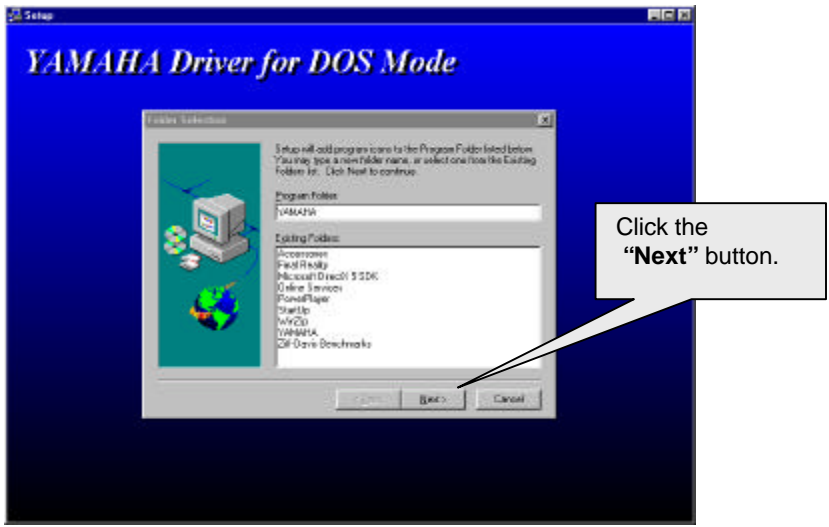 Setup
YAMAHA Driver for DOS Mode
Folder Selection
Setup will add program icons to the Program Folder listed below.
You may type a new folder name, or select one from the Existing
Folders list. Click Next to continue.
Program Folder:
YAMAHA
Existing Folders:
Accessories
Final Reality
Microsoft DirectX 5 SDK
Online Services
PowerPlayer
StartUp
WinZip
YAMAHA
Ziff-Davis Benchmarks
Next >
Cancel
Click the
“Next” button.